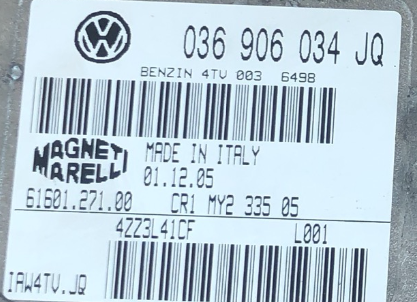 036 906 034 JQ
BENZIN 4TV 003 6498
MAGNETI
MARELLI
MADE IN ITALY
01.12.05
61601.271.00 CR1 MY2 335 05
4ZZ3L41CF L001
IAW4TV.JQ